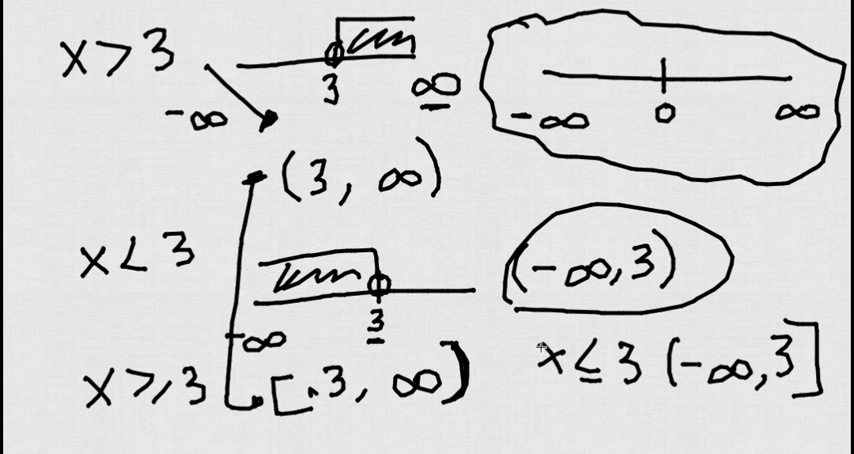 x > 3
3
∞
-∞
-∞ 0 ∞
(3, ∞)
x < 3
-∞
3
(-∞, 3)
x ≥ 3 [3, ∞)
x ≤ 3 (-∞, 3]